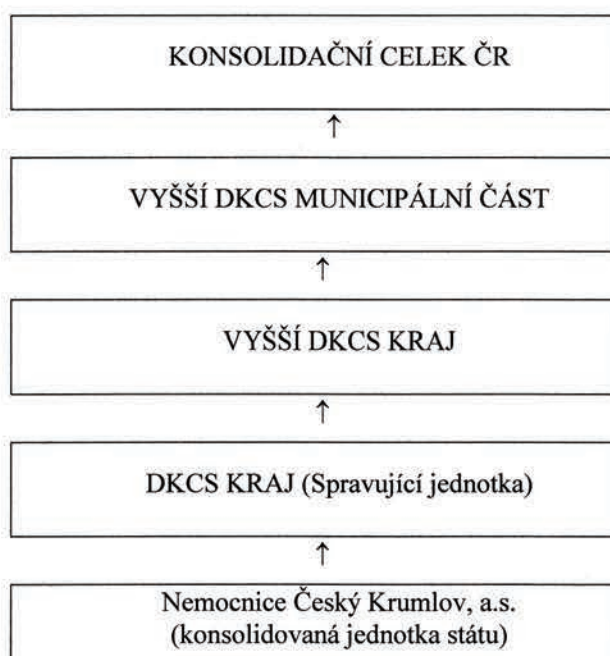 KONSOLIDAČNÍ CELEK ČR
↑
VYŠŠÍ DKCS MUNICIPÁLNÍ ČÁST
↑
VYŠŠÍ DKCS KRAJ
↑
DKCS KRAJ (Spravující jednotka)
↑
Nemocnice Český Krumlov, a.s.
(konsolidovaná jednotka státu)